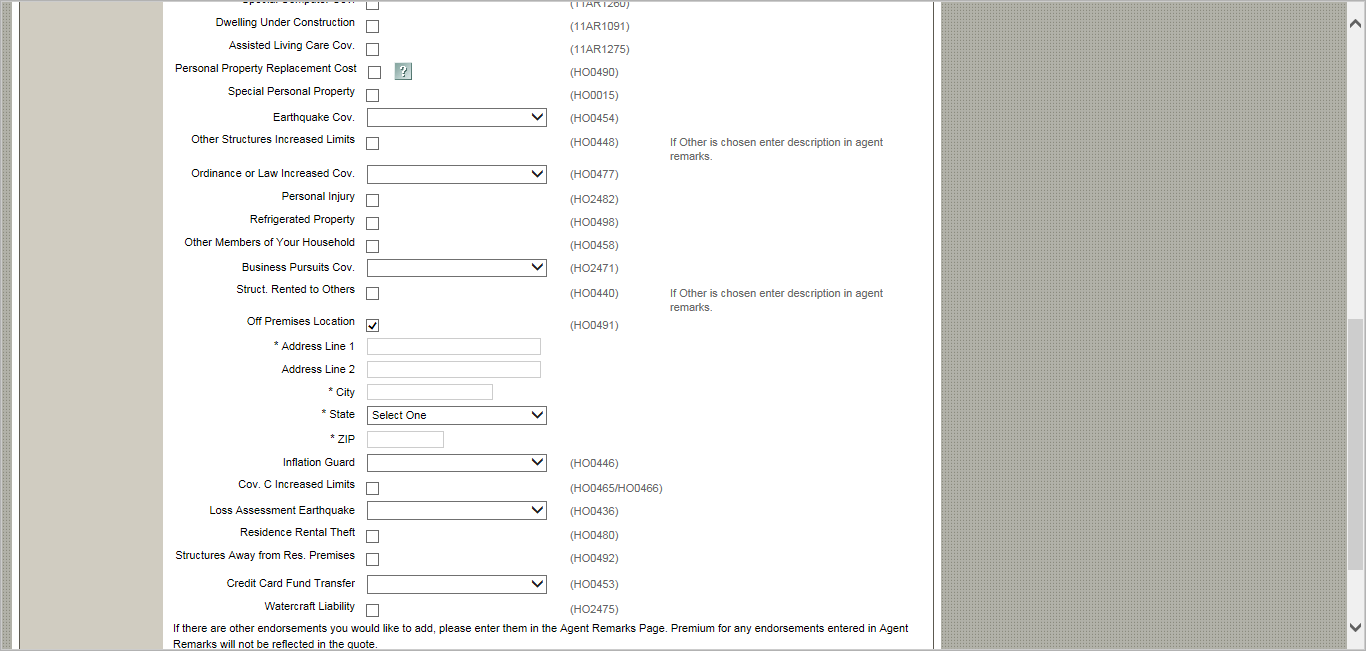 Special Computer Cov. (11AR1260)
Dwelling Under Construction (11AR1091)
Assisted Living Care Cov. (11AR1275)
Personal Property Replacement Cost ? (HO0490)
Special Personal Property (HO0015)
Earthquake Cov. (HO0454)
Other Structures Increased Limits (HO0448) If Other is chosen enter description in agent
remarks.
Ordinance or Law Increased Cov. (HO0477)
Personal Injury (HO2482)
Refrigerated Property (HO0498)
Other Members of Your Household (HO0458)
Business Pursuits Cov. (HO2471)
Struct. Rented to Others (HO0440) If Other is chosen enter description in agent
remarks.
Off Premises Location (HO0491)
* Address Line 1
Address Line 2
* City
* State Select One
* ZIP
Inflation Guard (HO0446)
Cov. C Increased Limits (HO0465/HO0466)
Loss Assessment Earthquake (HO0436)
Residence Rental Theft (HO0480)
Structures Away from Res. Premises (HO0492)
Credit Card Fund Transfer (HO0453)
Watercraft Liability (HO2475)
If there are other endorsements you would like to add, please enter them in the Agent Remarks Page. Premium for any endorsements entered in Agent
Remarks will not be reflected in the quote.